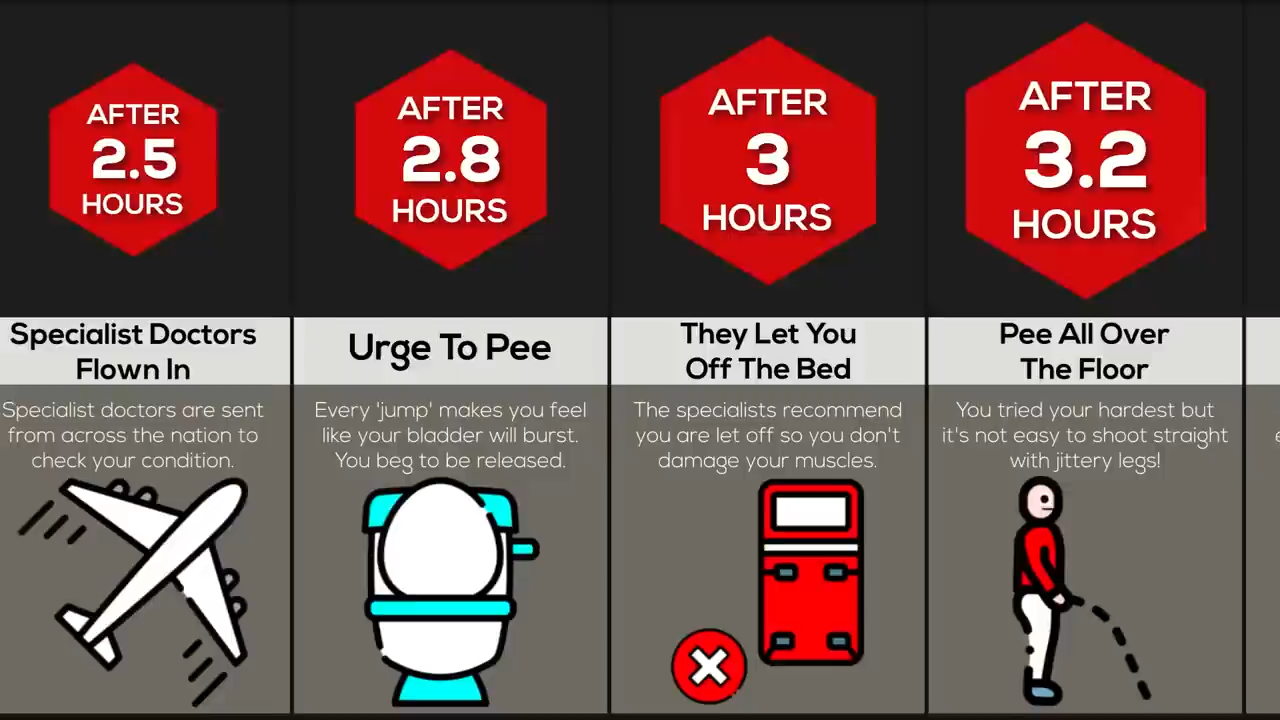 AFTER
2.5
HOURS
Specialist Doctors
Flown In
Specialist doctors are sent
from across the nation to
check your condition.
AFTER
2.8
HOURS
Urge To Pee
Every 'jump' makes you feel
like your bladder will burst.
You beg to be released.
AFTER
3
HOURS
They Let You
Off The Bed
The specialists recommend
you are let off so you don't
damage your muscles.
AFTER
3.2
HOURS
Pee All Over
The Floor
You tried your hardest but
it's not easy to shoot straight
with jittery legs!